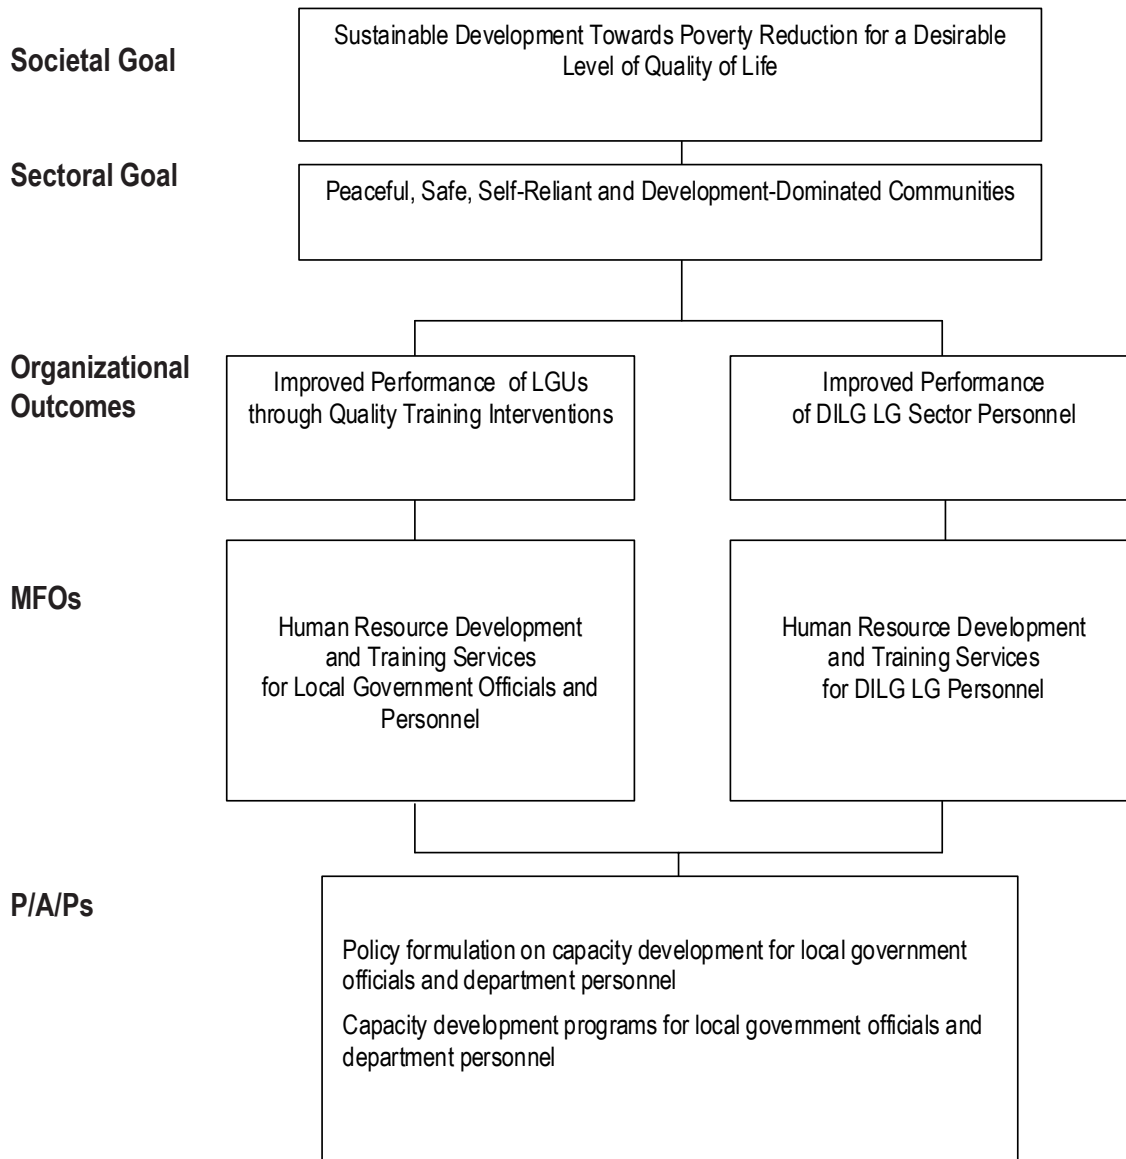 Societal Goal
Sustainable Development Towards Poverty Reduction for a Desirable
Level of Quality of Life
Sectoral Goal
Peaceful, Safe, Self-Reliant and Development-Dominated Communities
Organizational
Outcomes
Improved Performance of LGUs
through Quality Training Interventions
Improved Performance
of DILG LG Sector Personnel
MFOs
Human Resource Development
and Training Services
for Local Government Officials and
Personnel
Human Resource Development
and Training Services
for DILG LG Personnel
P/A/Ps
Policy formulation on capacity development for local government
officials and department personnel
Capacity development programs for local government officials and
department personnel